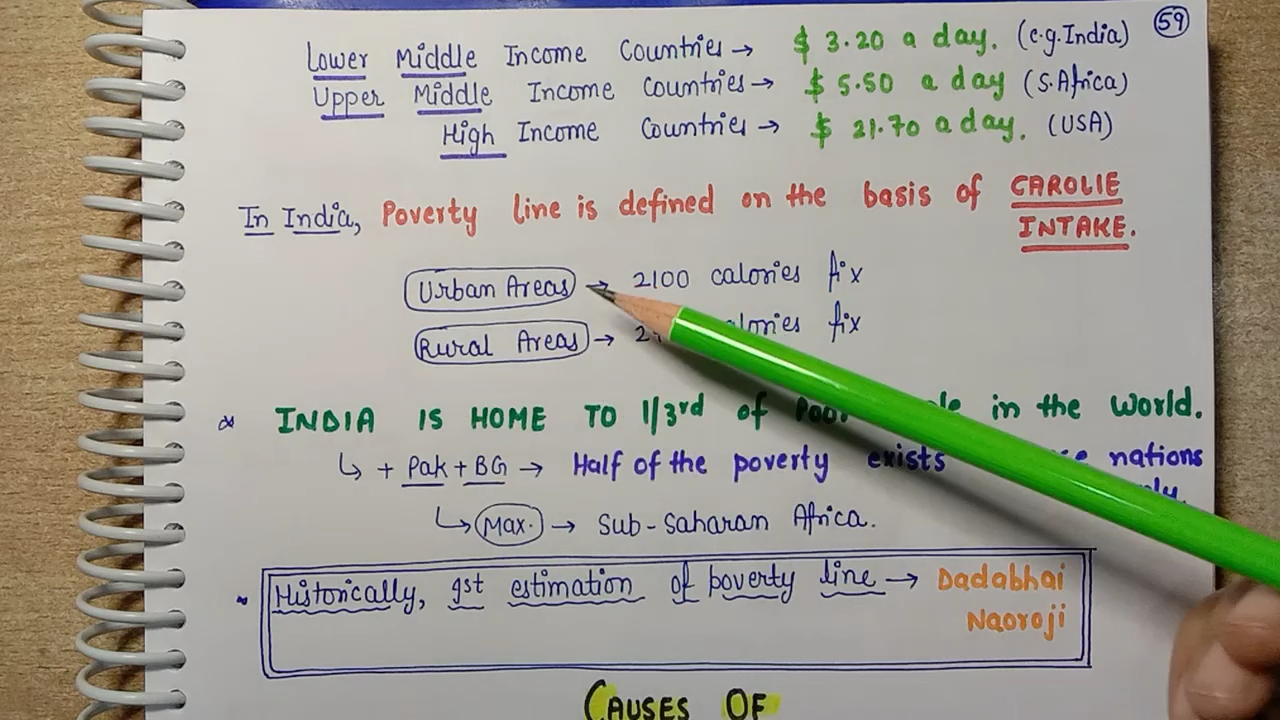 59
Lower Middle Income Countries → $ 3.20 a day. (e.g. India)
Upper Middle Income Countries → $ 5.50 a day (S. Africa)
High Income Countries → $ 21.70 a day. (USA)
In India, Poverty line is defined on the basis of CAROLIE
INTAKE.
Urban Areas → 2100 calories fix
Rural Areas → fix
INDIA IS HOME TO 1/3rd of in the world.
↳ + Pak + BG → Half of the poverty exists nations
↳ Max. → Sub-Saharan Africa.
Historically, 1st estimation of poverty line → Dadabhai
Naoroji
CAUSES OF